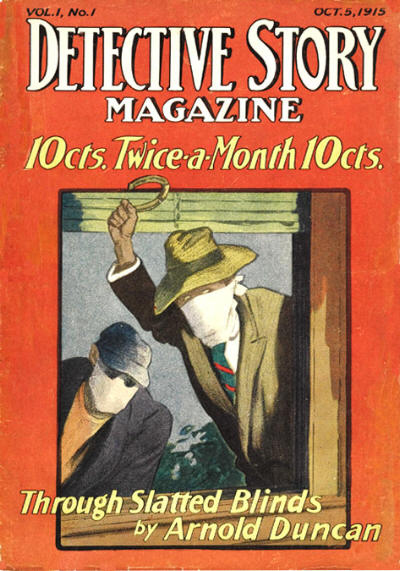 VOL. 1, No. 1 OCT. 5, 1915
DETECTIVE STORY
MAGAZINE
10cts. Twice-a-Month 10cts.
Through Slatted Blinds
by Arnold Duncan